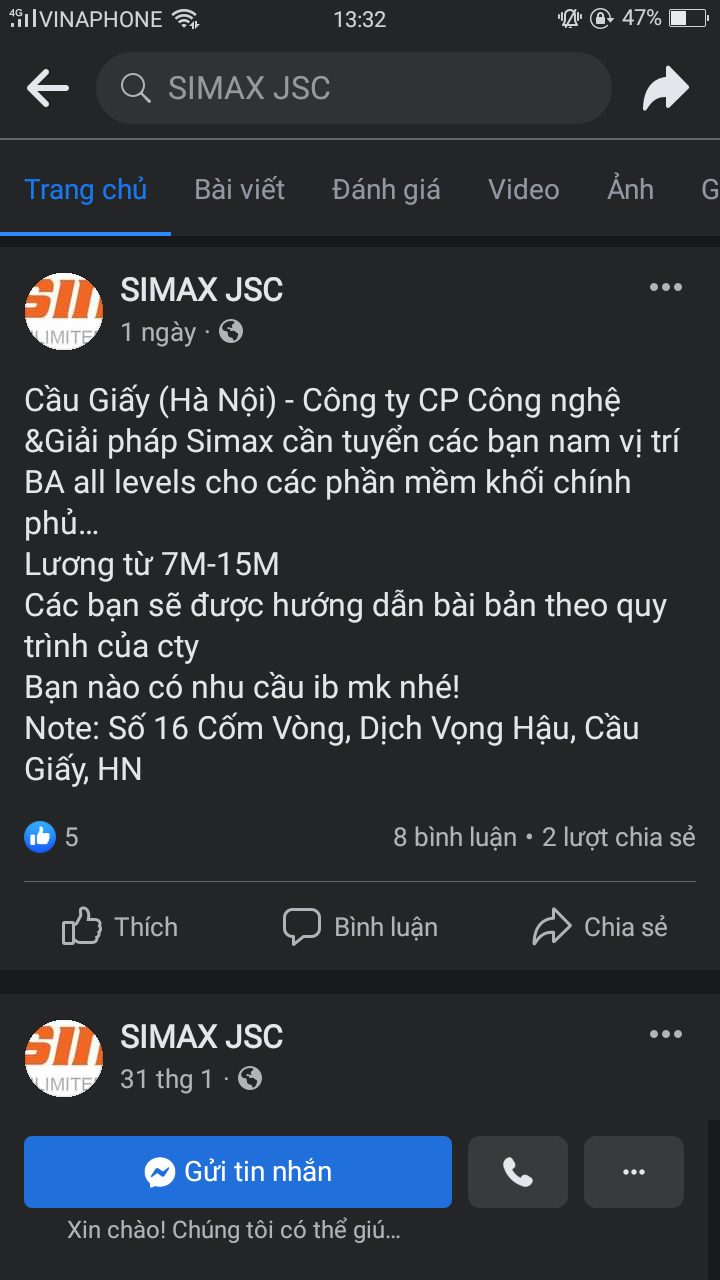 4G VINAPHONE 13:32 47%
SIMAX JSC
Trang chủ Bài viết Đánh giá Video Ảnh G
SIMAX JSC
1 ngày ·
Cầu Giấy (Hà Nội) - Công ty CP Công nghệ
&Giải pháp Simax cần tuyển các bạn nam vị trí
BA all levels cho các phần mềm khối chính
phủ...
Lương từ 7M-15M
Các bạn sẽ được hướng dẫn bài bản theo quy
trình của cty
Bạn nào có nhu cầu ib mk nhé!
Note: Số 16 Cốm Vòng, Dịch Vọng Hậu, Cầu
Giấy, HN
5 8 bình luận • 2 lượt chia sẻ
Thích Bình luận Chia sẻ
SIMAX JSC
31 thg 1 ·
Gửi tin nhắn
Xin chào! Chúng tôi có thể giú...